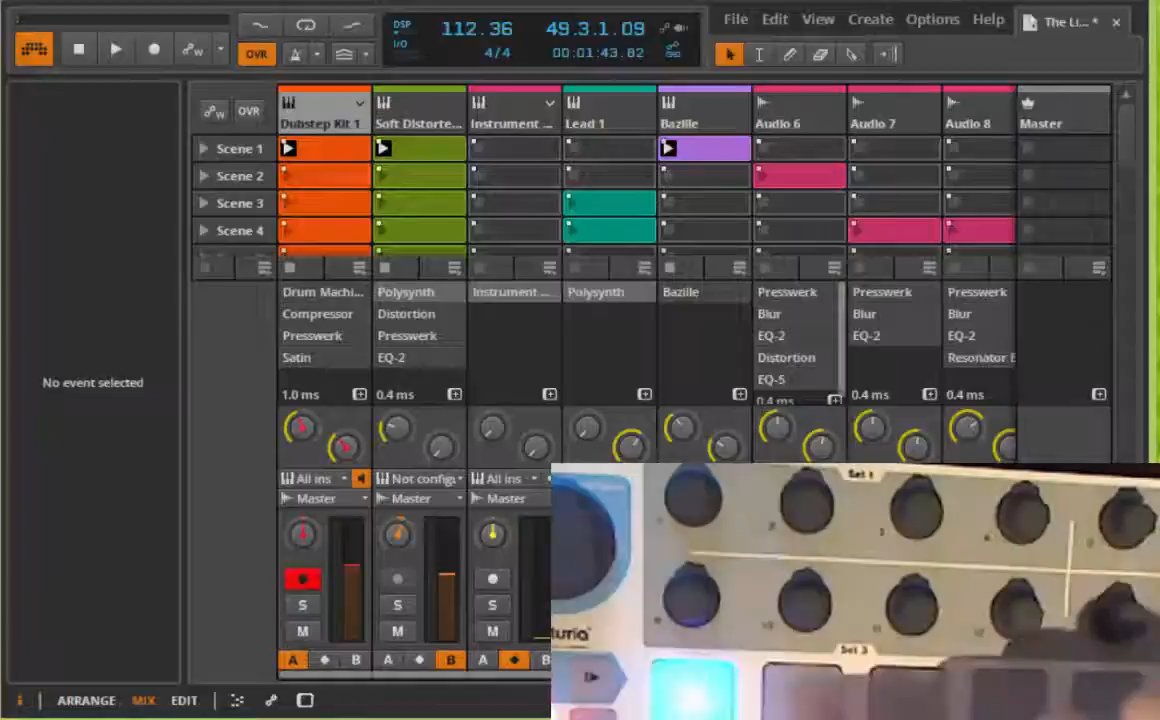 DSP 112.36 49.3.1.09
I/O 4/4 00:01:43.82
File Edit View Create Options Help The Li... *
OVR
OVR
Dubstep Kit 1 Soft Distorte... Instrument ... Lead 1 Bazille Audio 6 Audio 7 Audio 8 Master
Scene 1
Scene 2
Scene 3
Scene 4
Drum Machi... Polysynth Instrument ... Polysynth Bazille Presswerk Presswerk Presswerk
Compressor Distortion Blur Blur Blur
Presswerk Presswerk EQ-2 EQ-2 EQ-2
Satin EQ-2 Distortion Resonator B
No event selected
EQ-5
1.0 ms 0.4 ms 0.4 ms 0.4 ms 0.4 ms
All ins Not configu All ins
Master Master Master
S S S
M M M
A B A B A B
ARRANGE MIX EDIT
Set 1
Set 3
turia